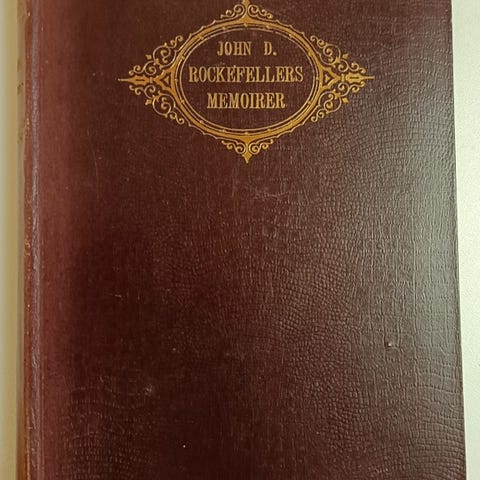 JOHN D.
ROCKEFELLERS
MEMOIRER